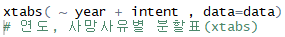 xtabs( ~ year + intent , data=data)
# 연도, 사망사유별 분할표(xtabs)